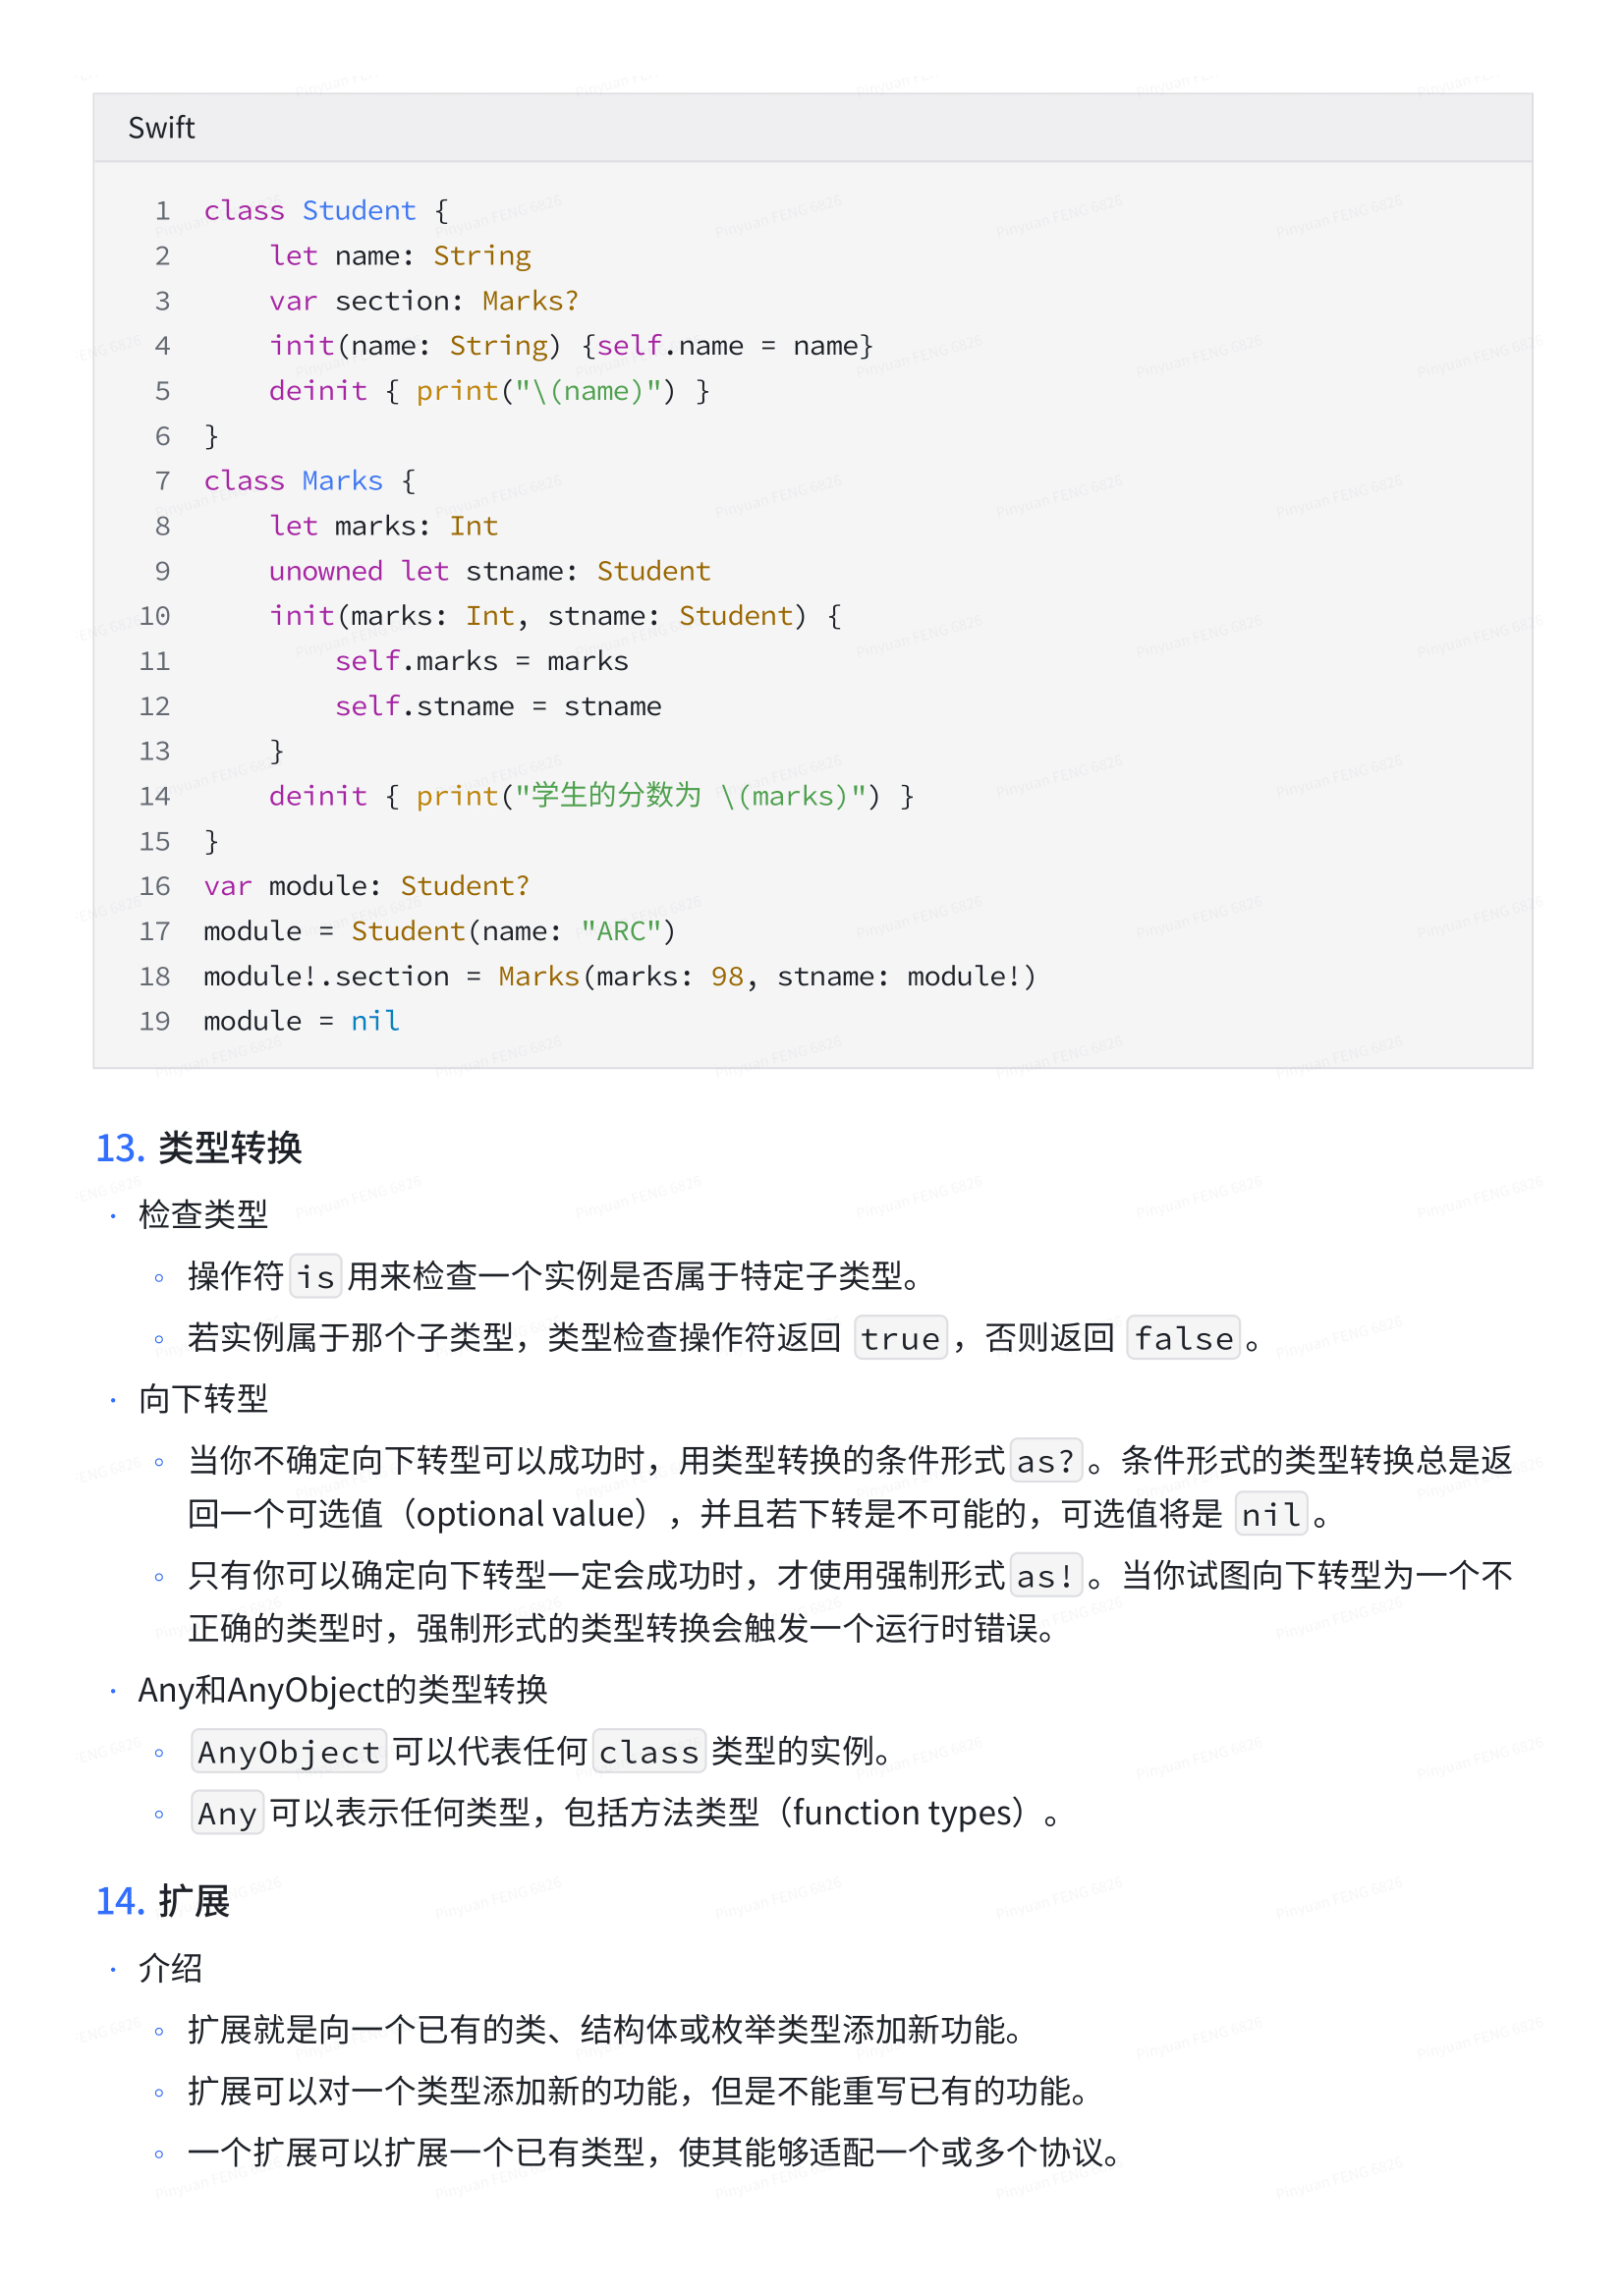 Swift
1 class Student {
2     let name: String
3     var section: Marks?
4     init(name: String) {self.name = name}
5     deinit { print("\(name)") }
6 }
7 class Marks {
8     let marks: Int
9     unowned let stname: Student
10     init(marks: Int, stname: Student) {
11         self.marks = marks
12         self.stname = stname
13     }
14     deinit { print("学生的分数为 \(marks)") }
15 }
16 var module: Student?
17 module = Student(name: "ARC")
18 module!.section = Marks(marks: 98, stname: module!)
19 module = nil
13. 类型转换
• 检查类型
◦ 操作符 is 用来检查一个实例是否属于特定子类型。
◦ 若实例属于那个子类型，类型检查操作符返回 true，否则返回 false。
• 向下转型
◦ 当你不确定向下转型可以成功时，用类型转换的条件形式 as?。条件形式的类型转换总是返
回一个可选值（optional value），并且若下转是不可能的，可选值将是 nil。
◦ 只有你可以确定向下转型一定会成功时，才使用强制形式 as!。当你试图向下转型为一个不
正确的类型时，强制形式的类型转换会触发一个运行时错误。
• Any和AnyObject的类型转换
◦ AnyObject 可以代表任何 class 类型的实例。
◦ Any 可以表示任何类型，包括方法类型（function types）。
14. 扩展
• 介绍
◦ 扩展就是向一个已有的类、结构体或枚举类型添加新功能。
◦ 扩展可以对一个类型添加新的功能，但是不能重写已有的功能。
◦ 一个扩展可以扩展一个已有类型，使其能够适配一个或多个协议。
Pinyuan FENG 6826